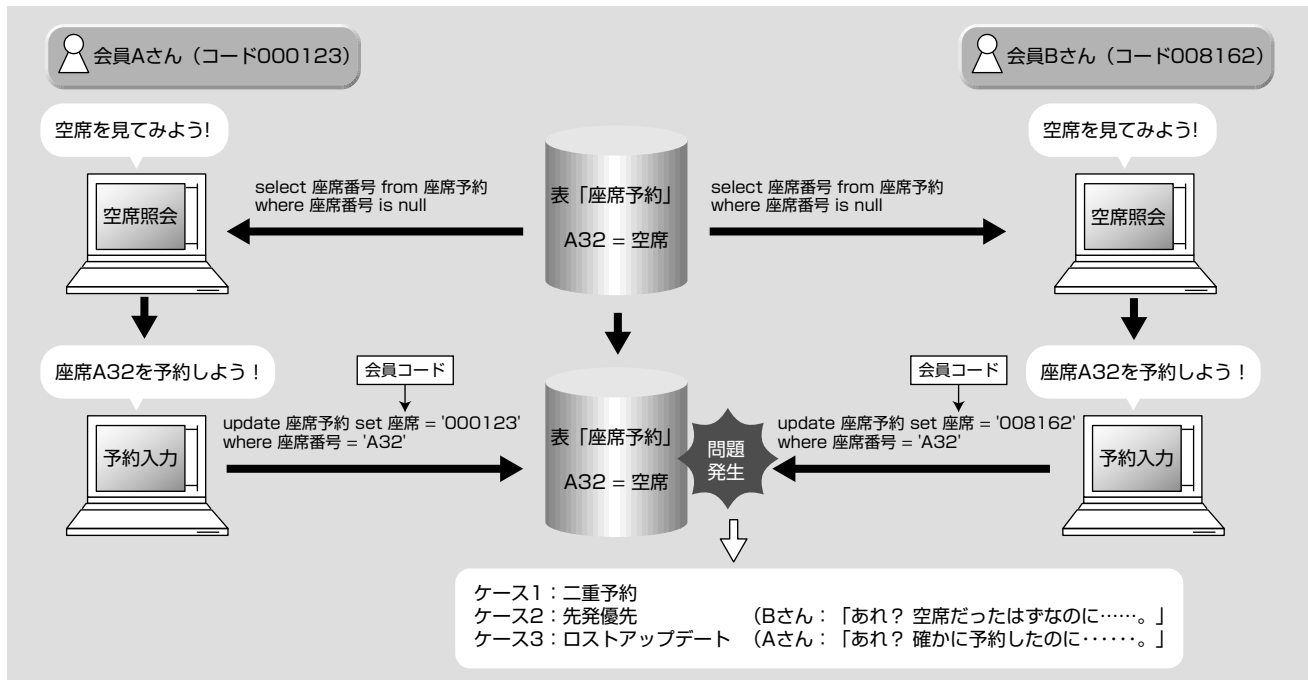 会員Aさん（コード000123）
会員Bさん（コード008162）
空席を見てみよう!
空席を見てみよう!
select 座席番号 from 座席予約
where 座席番号 is null
表「座席予約」
A32 = 空席
select 座席番号 from 座席予約
where 座席番号 is null
空席照会
空席照会
座席A32を予約しよう！
会員コード
会員コード
座席A32を予約しよう！
update 座席予約 set 座席 = '000123'
where 座席番号 = 'A32'
表「座席予約」
A32 = 空席
問題
発生
update 座席予約 set 座席 = '008162'
where 座席番号 = 'A32'
予約入力
予約入力
ケース1：二重予約
ケース2：先発優先 （Bさん：「あれ？ 空席だったはずなのに……。」
ケース3：ロストアップデート （Aさん：「あれ？ 確かに予約したのに‥‥‥。」